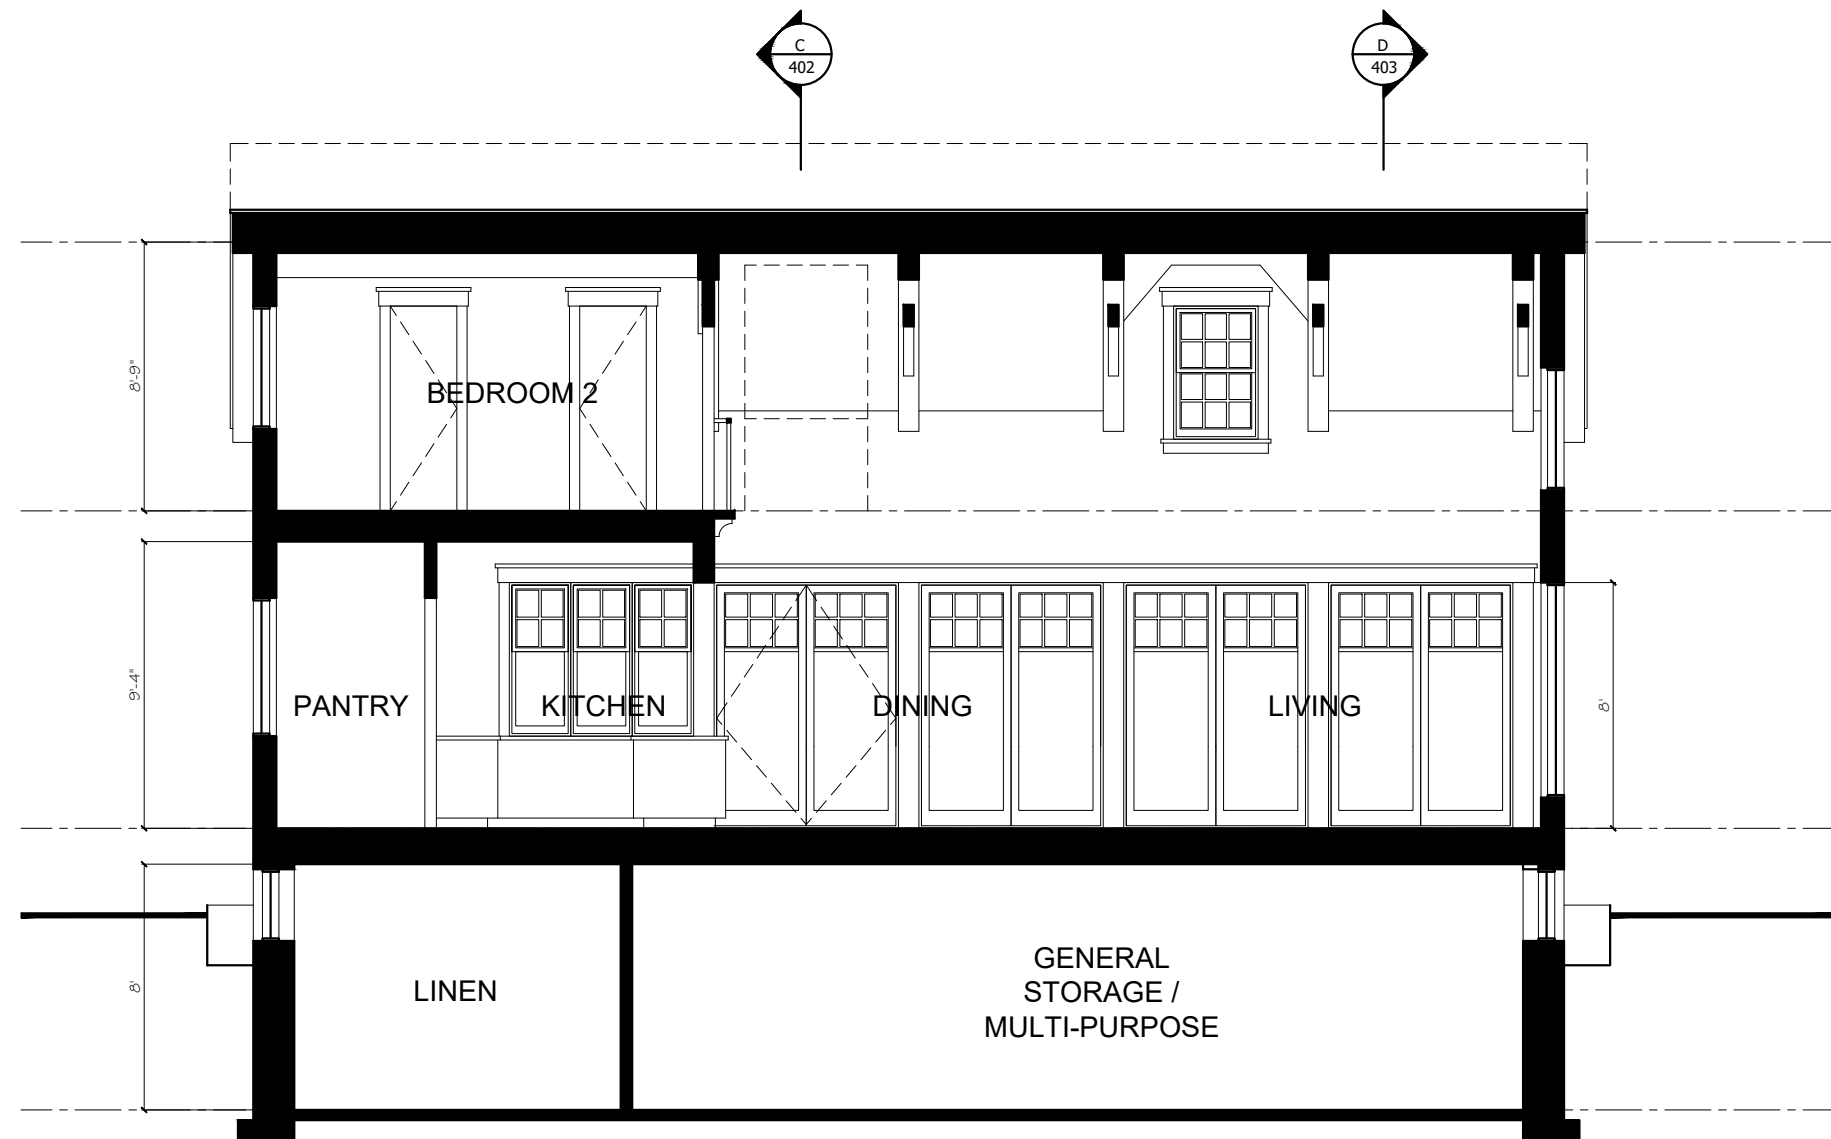 C
402
D
403
8'-9"
BEDROOM 2
9'-4"
PANTRY
KITCHEN
DINING
LIVING
8'
8'
LINEN
GENERAL
STORAGE /
MULTI-PURPOSE